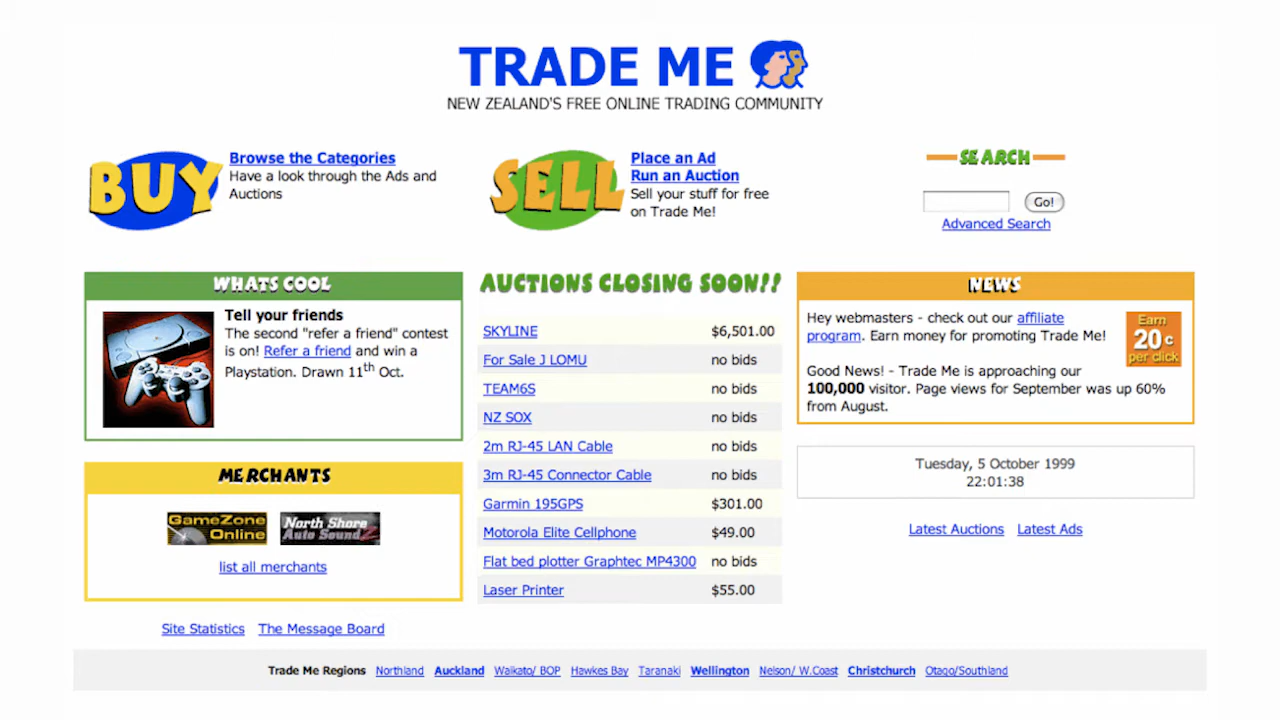 TRADE ME
NEW ZEALAND'S FREE ONLINE TRADING COMMUNITY
BUY
Browse the Categories
Have a look through the Ads and
Auctions
SELL
Place an Ad
Run an Auction
Sell your stuff for free
on Trade Me!
SEARCH
Go!
Advanced Search
WHATS COOL
Tell your friends
The second "refer a friend" contest
is on! Refer a friend and win a
Playstation. Drawn 11th Oct.
MERCHANTS
GameZone
Online
North Shore
Auto SoundZ
list all merchants
Site Statistics The Message Board
AUCTIONS CLOSING SOON!!
SKYLINE $6,501.00
For Sale J LOMU no bids
TEAM6S no bids
NZ SOX no bids
2m RJ-45 LAN Cable no bids
3m RJ-45 Connector Cable no bids
Garmin 195GPS $301.00
Motorola Elite Cellphone $49.00
Flat bed plotter Graphtec MP4300 no bids
Laser Printer $55.00
NEWS
Hey webmasters - check out our affiliate
program. Earn money for promoting Trade Me!
Earn
20c
per click
Good News! - Trade Me is approaching our
100,000 visitor. Page views for September was up 60%
from August.
Tuesday, 5 October 1999
22:01:38
Latest Auctions Latest Ads
Trade Me Regions Northland Auckland Waikato/ BOP Hawkes Bay Taranaki Wellington Nelson/ W.Coast Christchurch Otago/Southland